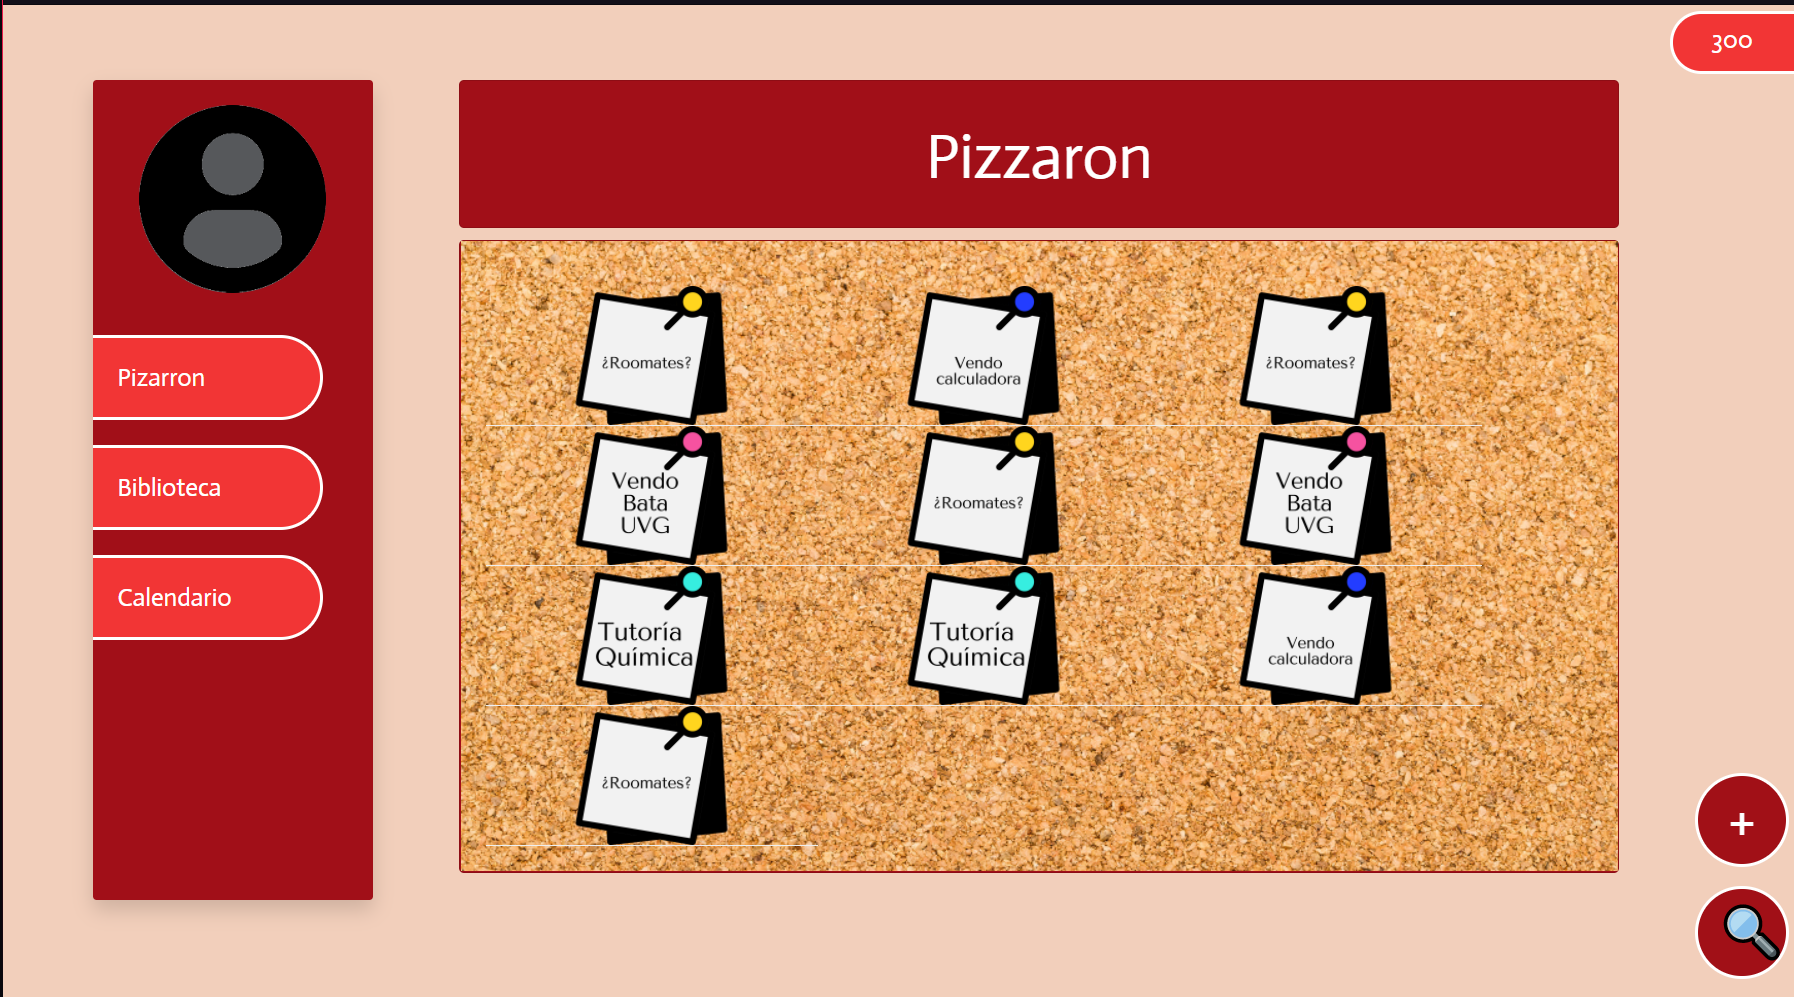 300
Pizzaron
Pizarron
Biblioteca
Calendario
¿Roomates?
Vendo
calculadora
¿Roomates?
Vendo
Bata
UVG
¿Roomates?
Vendo
Bata
UVG
Tutoría
Química
Tutoría
Química
Vendo
calculadora
¿Roomates?
+